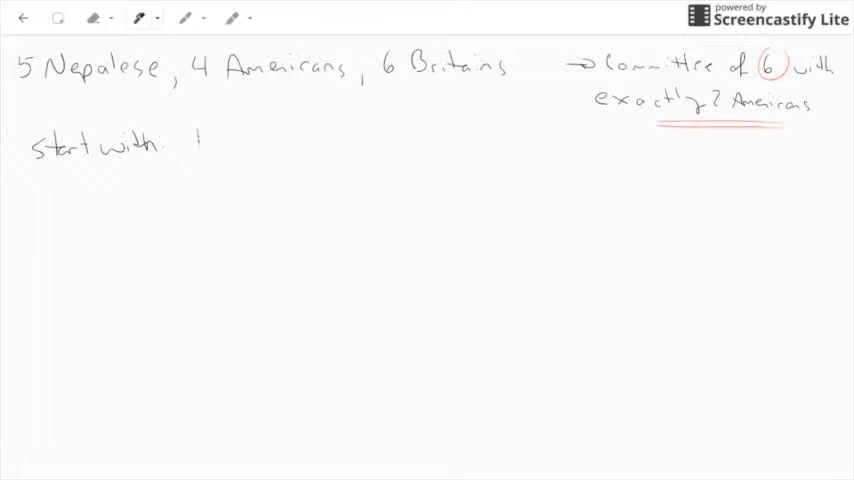 powered by
Screencastify Lite
5 Nepalese, 4 Americans, 6 Britains
→ Committee of 6 with
exactly 2 Americans
start with